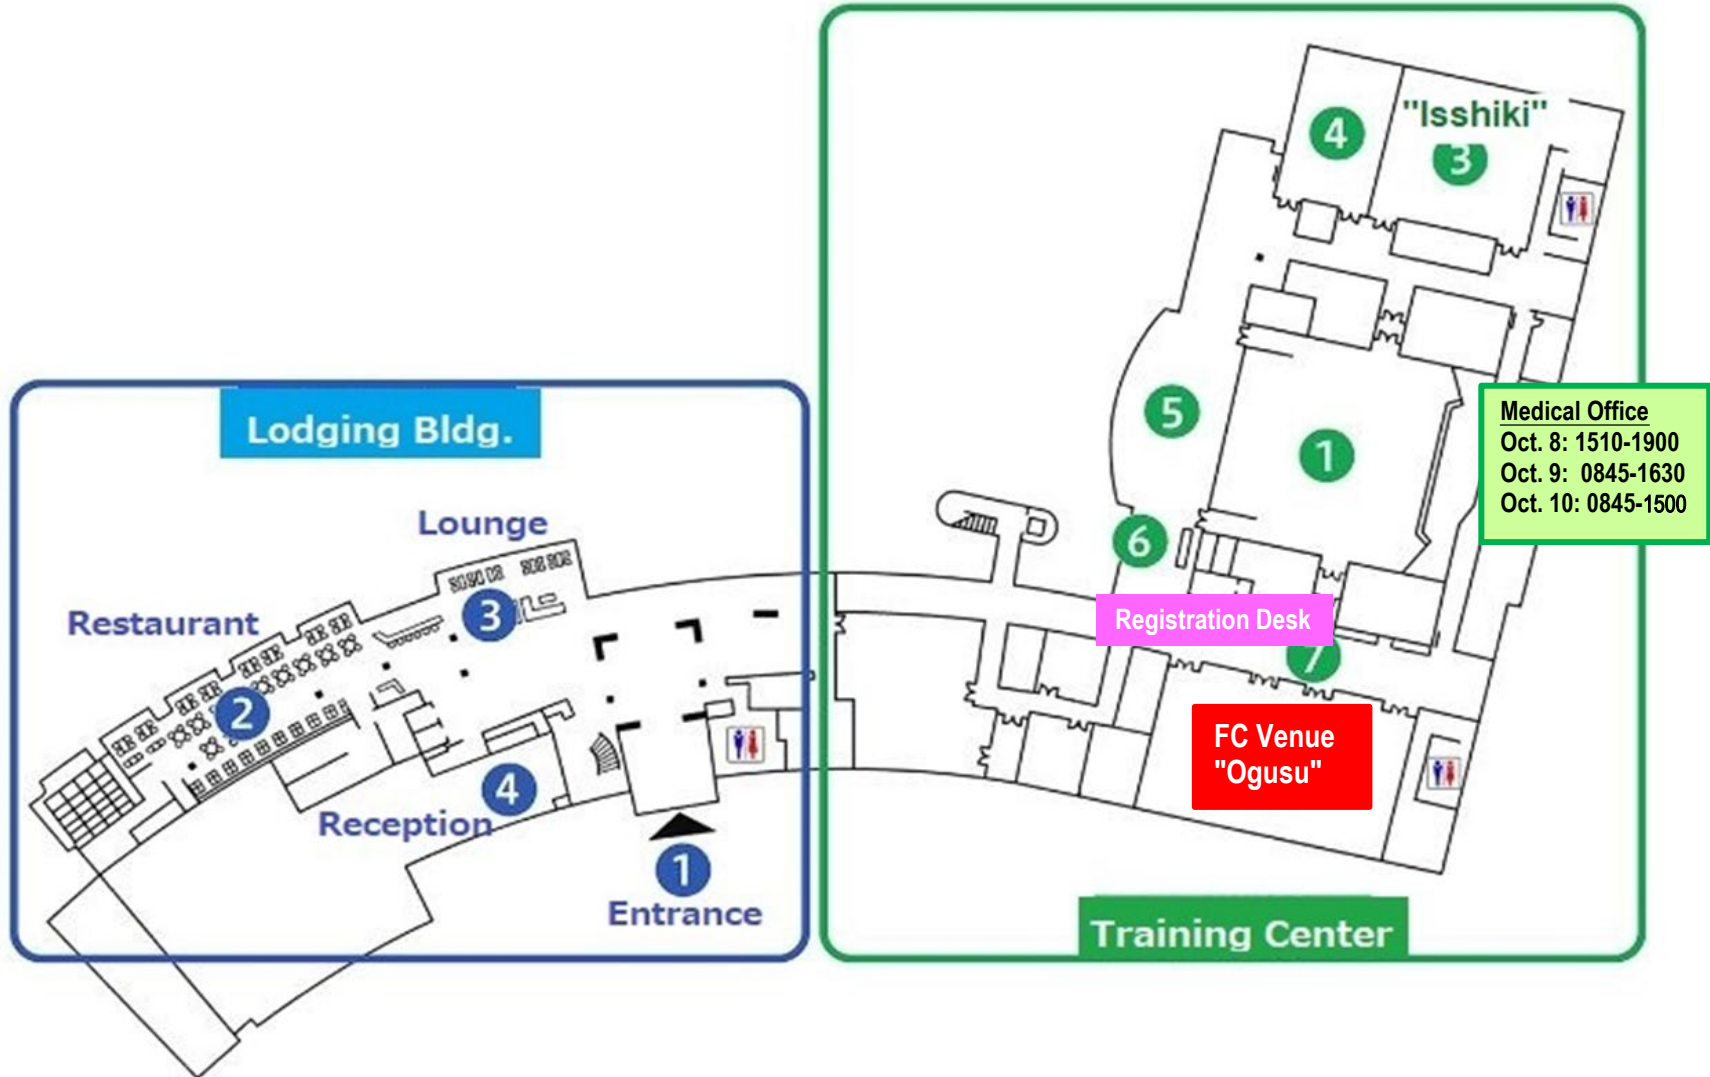 4
"Isshiki"
3
Lodging Bldg.
5
Medical Office
Oct. 8: 1510-1900
Oct. 9: 0845-1630
Oct. 10: 0845-1500
1
Lounge
6
3
Restaurant
Registration Desk
7
2
FC Venue
"Ogusu"
4
Reception
1
Entrance
Training Center